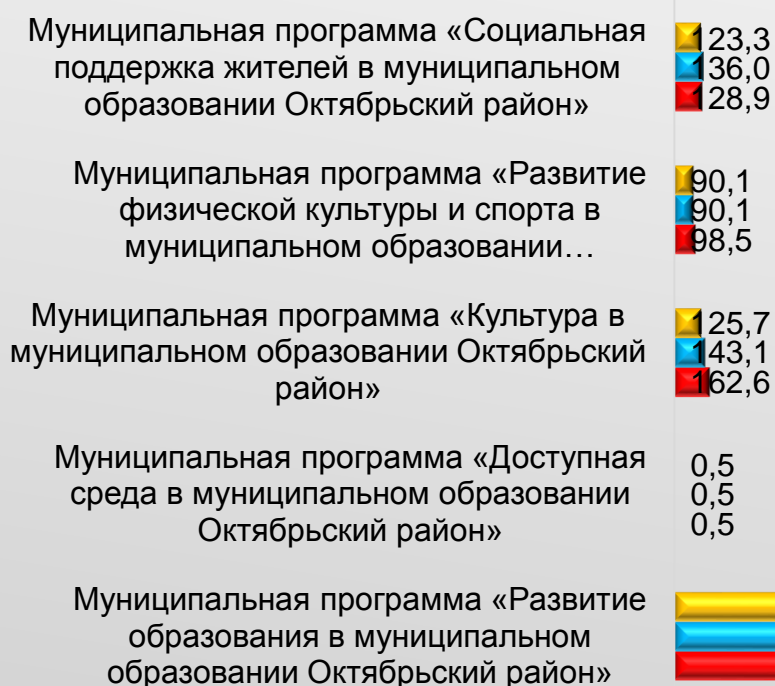 Муниципальная программа «Социальная
поддержка жителей в муниципальном
образовании Октябрьский район»
123,3
136,0
128,9
Муниципальная программа «Развитие
физической культуры и спорта в
муниципальном образовании…
90,1
90,1
98,5
Муниципальная программа «Культура в
муниципальном образовании Октябрьский
район»
125,7
143,1
162,6
Муниципальная программа «Доступная
среда в муниципальном образовании
Октябрьский район»
0,5
0,5
0,5
Муниципальная программа «Развитие
образования в муниципальном
образовании Октябрьский район»